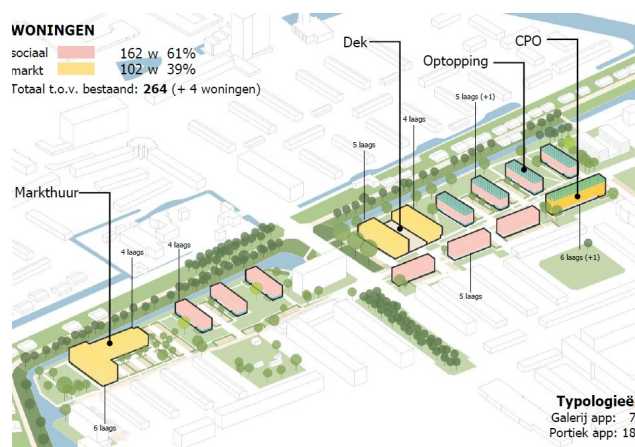 WONINGEN
sociaal 162 w 61%
markt 102 w 39%
Totaal t.o.v. bestaand: 264 (+ 4 woningen)
Dek
CPO
Optopping
5 laags (+1)
4 laags
5 laags
Markthuur
4 laags
4 laags
6 laags (+1)
5 laags
6 laags
Typologieë
Galerij app: 7
Portiek app: 18